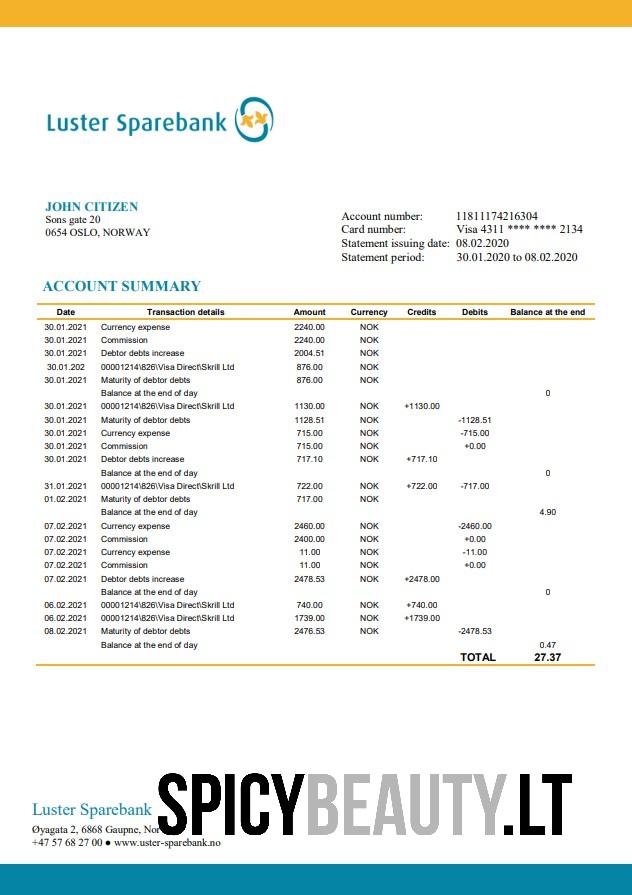 Luster Sparebank
JOHN CITIZEN
Sons gate 20
0654 OSLO, NORWAY
Account number: 11811174216304
Card number: Visa 4311 **** **** 2134
Statement issuing date: 08.02.2020
Statement period: 30.01.2020 to 08.02.2020
ACCOUNT SUMMARY
Date Transaction details Amount Currency Credits Debits Balance at the end
30.01.2021 Currency expense 2240.00 NOK
30.01.2021 Commission 2240.00 NOK
30.01.2021 Debtor debts increase 2004.51 NOK
30.01.202 00001214\826\Visa Direct\Skrill Ltd 876.00 NOK
30.01.2021 Maturity of debtor debts 876.00 NOK
Balance at the end of day 0
30.01.2021 00001214\826\Visa Direct\Skrill Ltd 1130.00 NOK +1130.00
30.01.2021 Maturity of debtor debts 1128.51 NOK -1128.51
30.01.2021 Currency expense 715.00 NOK -715.00
30.01.2021 Commission 715.00 NOK +0.00
30.01.2021 Debtor debts increase 717.10 NOK +717.10
Balance at the end of day 0
31.01.2021 00001214\826\Visa Direct\Skrill Ltd 722.00 NOK +722.00 -717.00
01.02.2021 Maturity of debtor debts 717.00 NOK
Balance at the end of day 4.90
07.02.2021 Currency expense 2460.00 NOK -2460.00
07.02.2021 Commission 2400.00 NOK +0.00
07.02.2021 Currency expense 11.00 NOK -11.00
07.02.2021 Commission 11.00 NOK +0.00
07.02.2021 Debtor debts increase 2478.53 NOK +2478.00
Balance at the end of day 0
06.02.2021 00001214\826\Visa Direct\Skrill Ltd 740.00 NOK +740.00
06.02.2021 00001214\826\Visa Direct\Skrill Ltd 1739.00 NOK +1739.00
08.02.2021 Maturity of debtor debts 2476.53 NOK -2478.53
Balance at the end of day 0.47
TOTAL 27.37
SPICYBEAUTY.LT
Luster Sparebank
Øyagata 2, 6868 Gaupne, Nor
+47 57 68 27 00 ● www.uster-sparebank.no